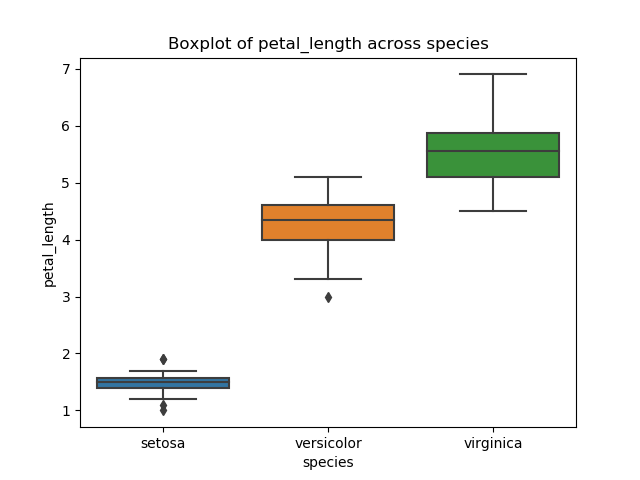 Boxplot of petal_length across species
petal_length
7
6
5
4
3
2
1
setosa
versicolor
virginica
species